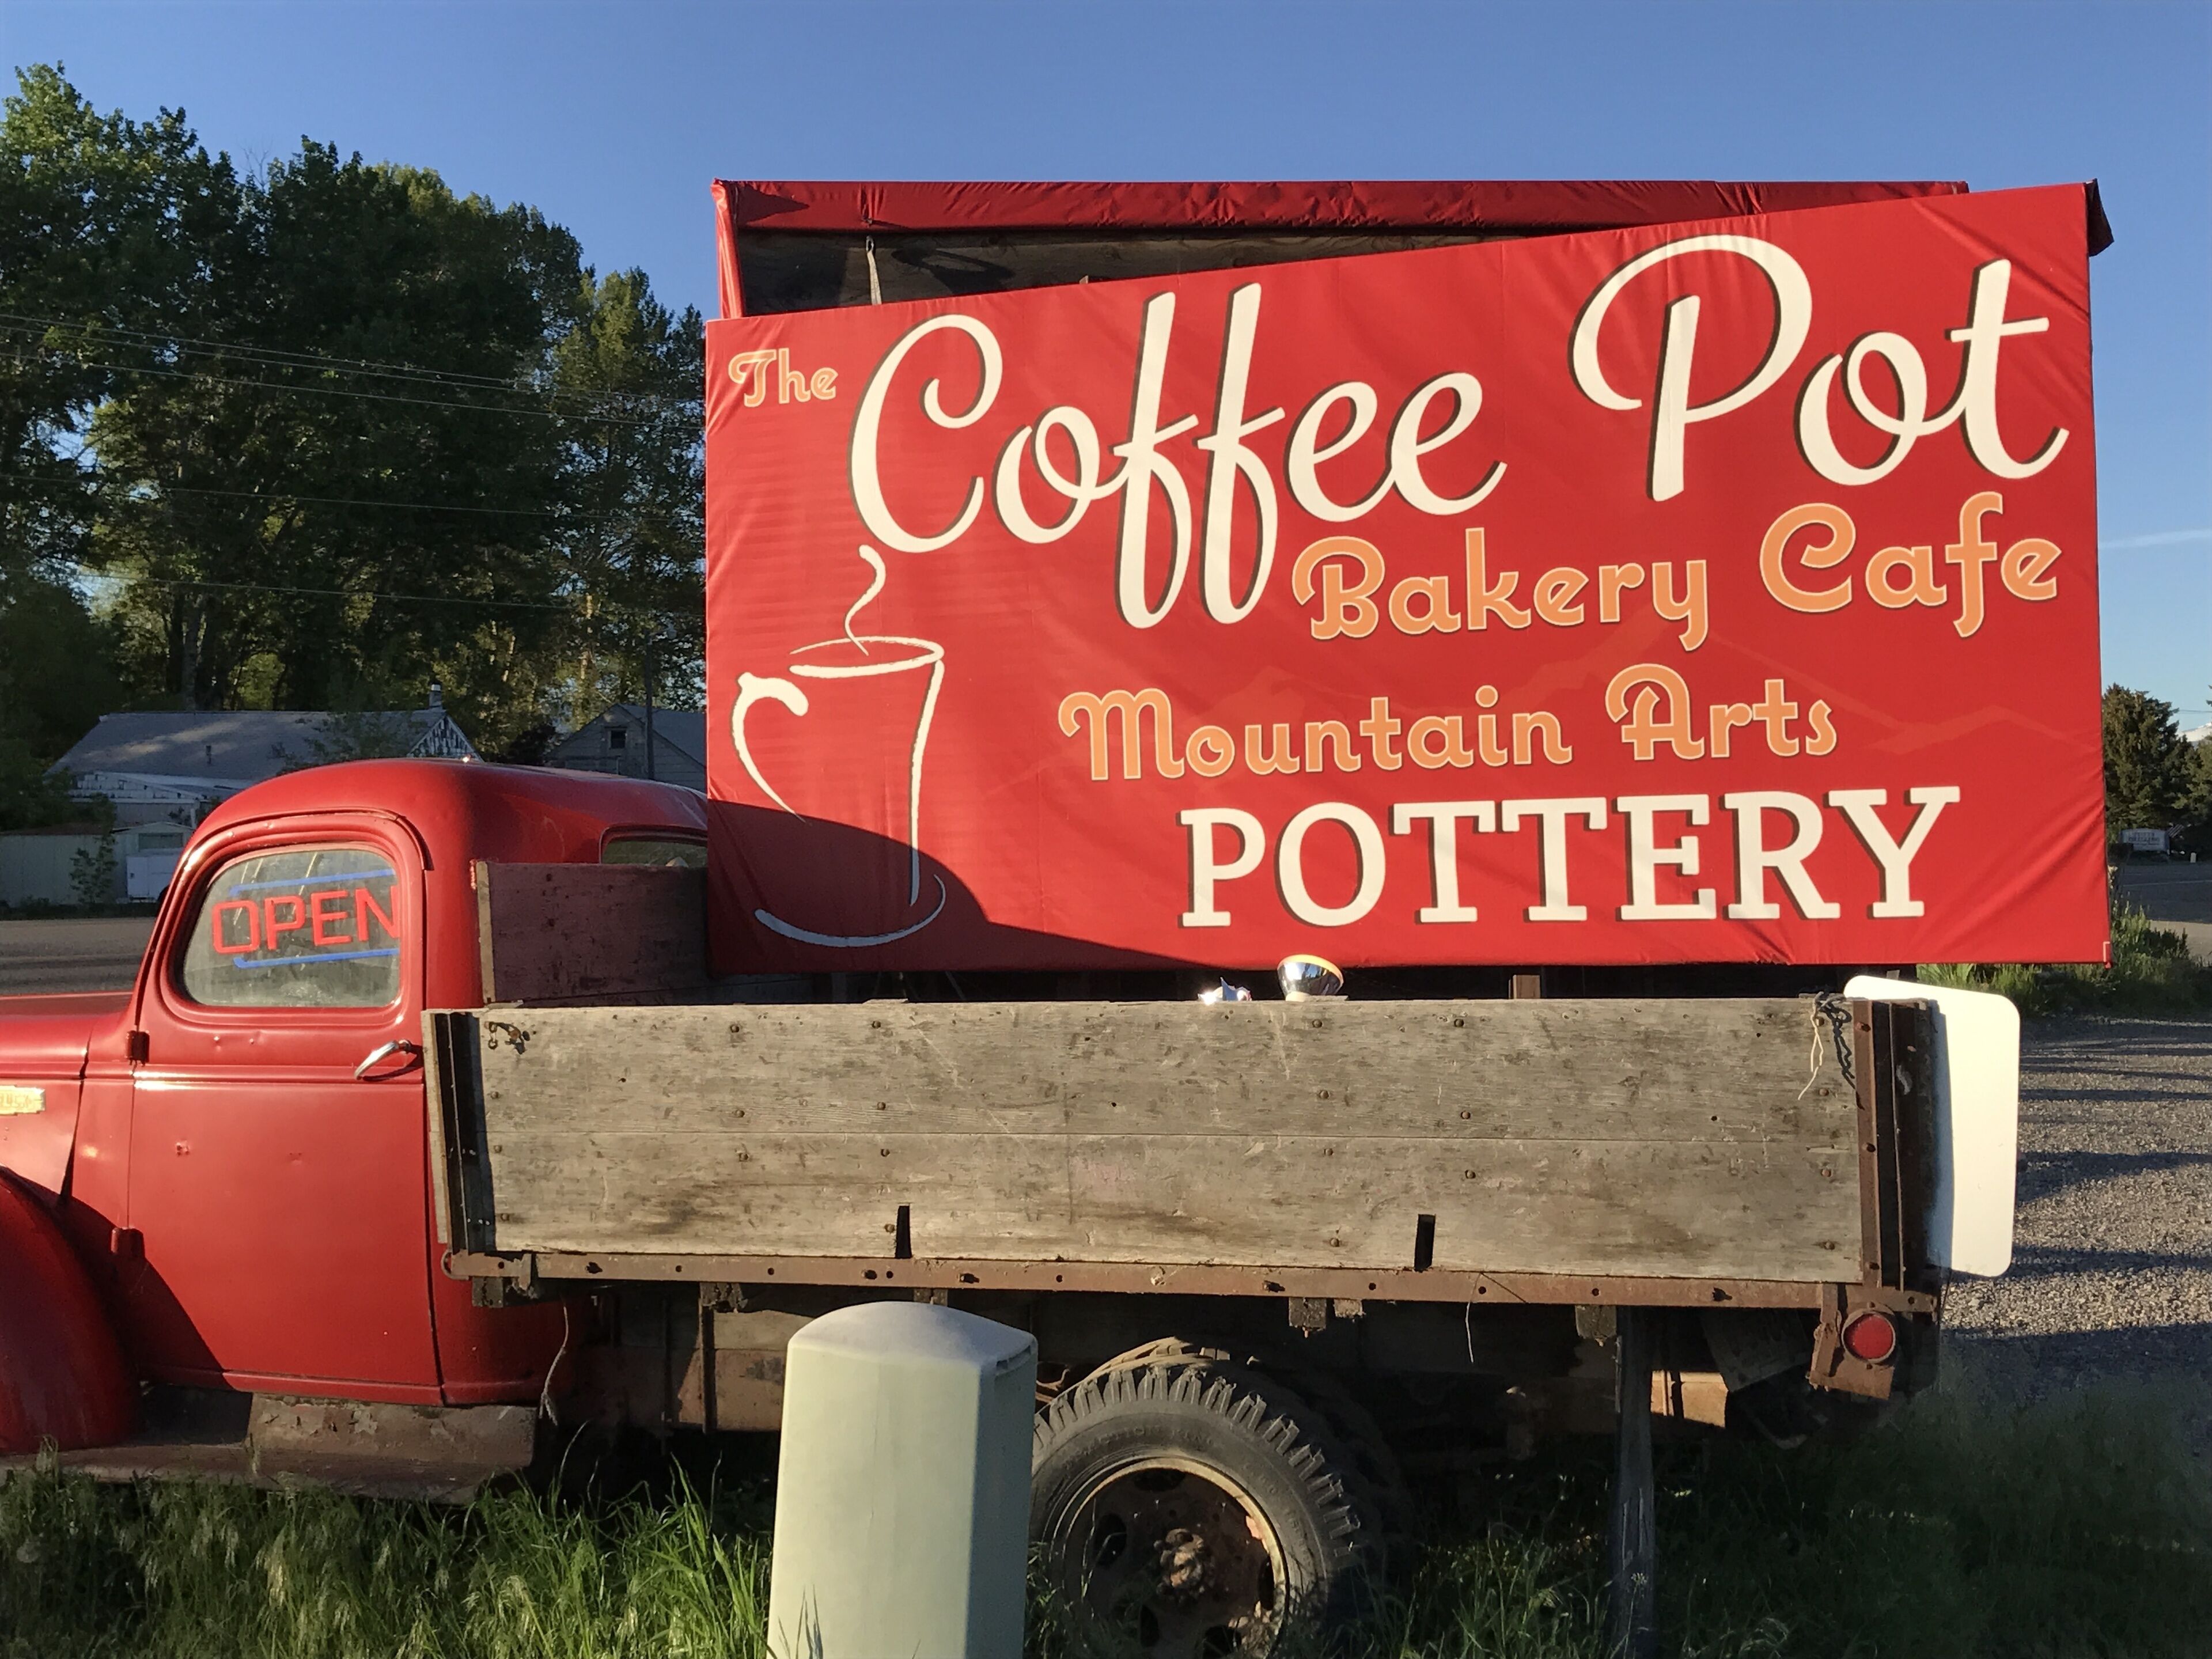 The Coffee Pot
Bakery Cafe
Mountain Arts
POTTERY
OPEN